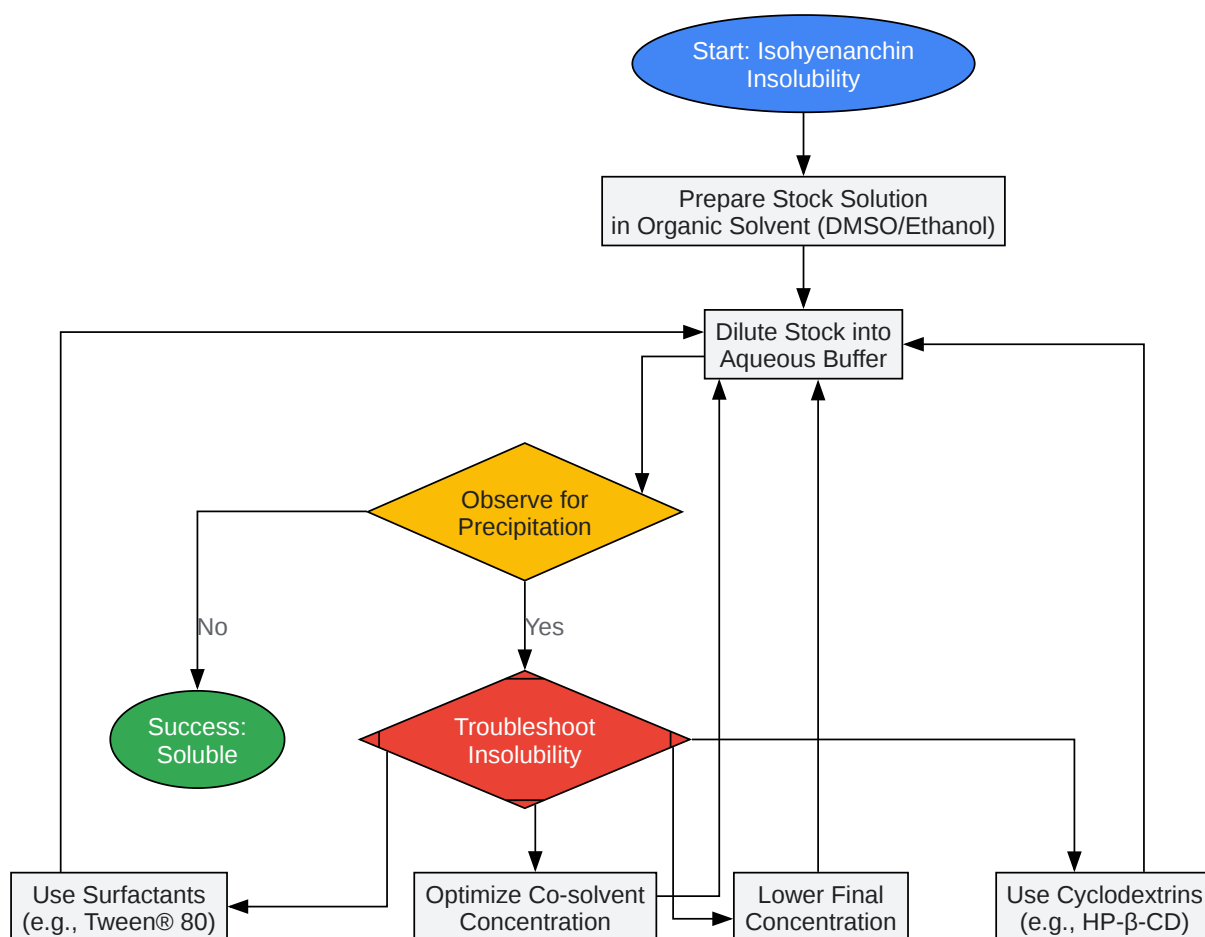 Start: Isohyenanchin
Insolubility
Prepare Stock Solution
in Organic Solvent (DMSO/Ethanol)
Dilute Stock into
Aqueous Buffer
Observe for
Precipitation
No
Yes
Success:
Soluble
Troubleshoot
Insolubility
Use Surfactants
(e.g., Tween® 80)
Optimize Co-solvent
Concentration
Lower Final
Concentration
Use Cyclodextrins
(e.g., HP-β-CD)